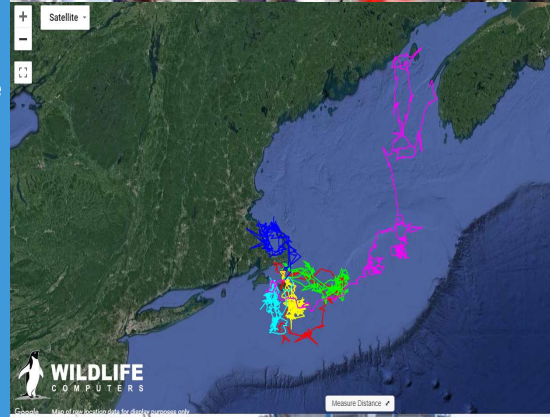 +
Satellite
−
WILDLIFE
COMPUTERS
Measure Distance
Google Map of raw location data for display purposes only